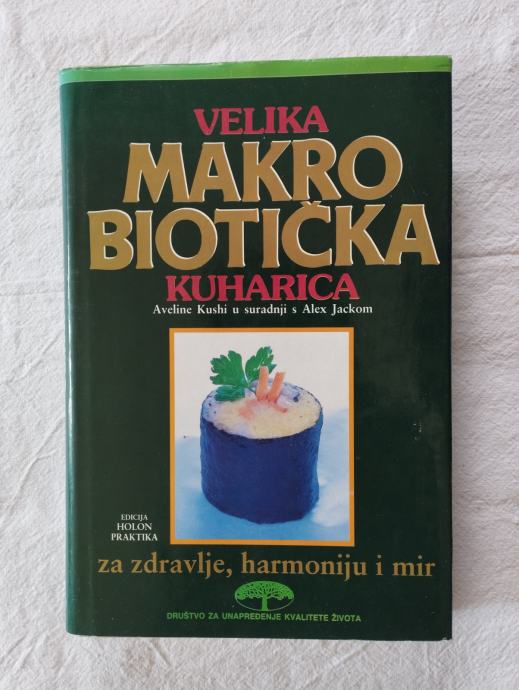 VELIKA
MAKRO
BIOTIČKA
KUHARICA
Aveline Kushi u suradnji s Alex Jackom
EDICIJA
HOLON
PRAKTIKA
za zdravlje, harmoniju i mir
DRUŠTVO ZA UNAPREĐENJE KVALITETE ŽIVOTA